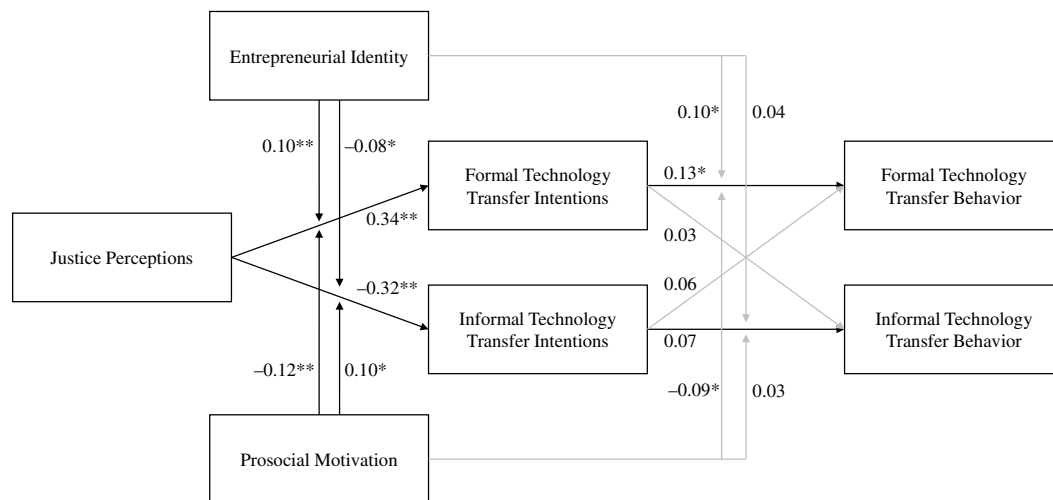 Entrepreneurial Identity
0.10*
0.04
0.10**
–0.08*
Formal Technology
Transfer Intentions
0.13*
Formal Technology
Transfer Behavior
0.34**
0.03
Justice Perceptions
–0.32**
0.06
Informal Technology
Transfer Intentions
0.07
Informal Technology
Transfer Behavior
–0.12**
0.10*
–0.09*
0.03
Prosocial Motivation